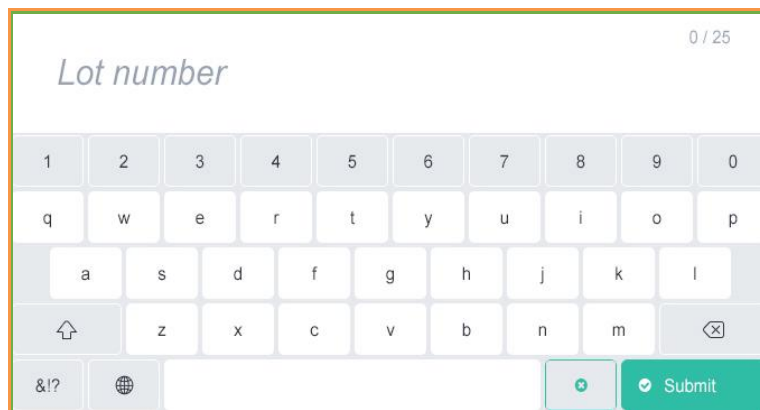 0 / 25
Lot number
1 2 3 4 5 6 7 8 9 0
q w e r t y u i o p
a s d f g h j k l
z x c v b n m
&!? Submit